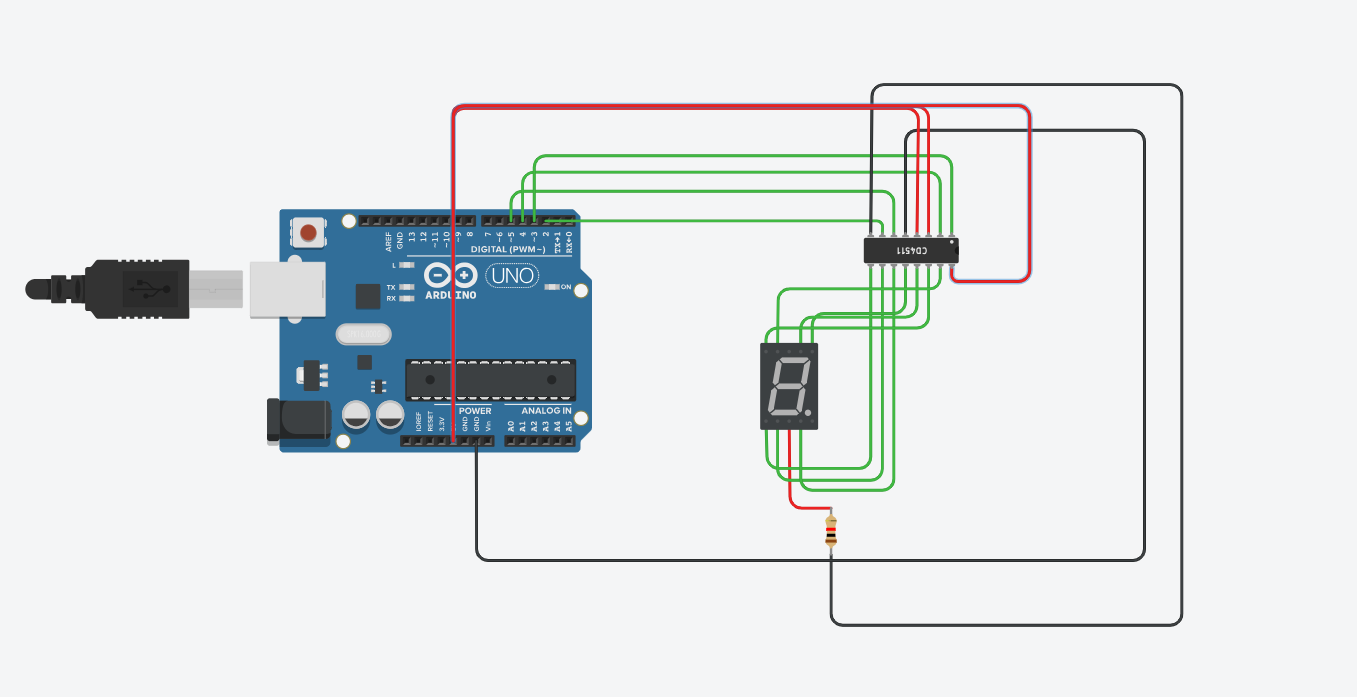 AREF
GND
13
12
~11
~10
~9
8
7
~6
~5
4
~3
2
TX→1
RX←0
DIGITAL (PWM~)
L
TX
RX
UNO
ON
ARDUINO
CD4511
POWER
ANALOG IN
IOREF
RESET
3.3V
GND
GND
Vin
A0
A1
A2
A3
A4
A5